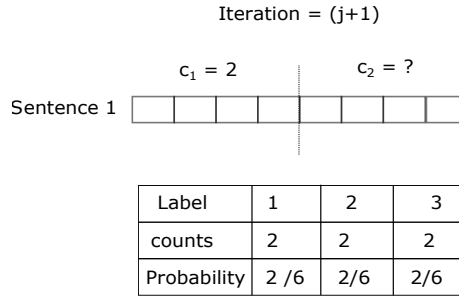 Iteration = (j+1)
c₁ = 2 c₂ = ?
Sentence 1
Label 1 2 3
counts 2 2 2
Probability 2 /6 2/6 2/6